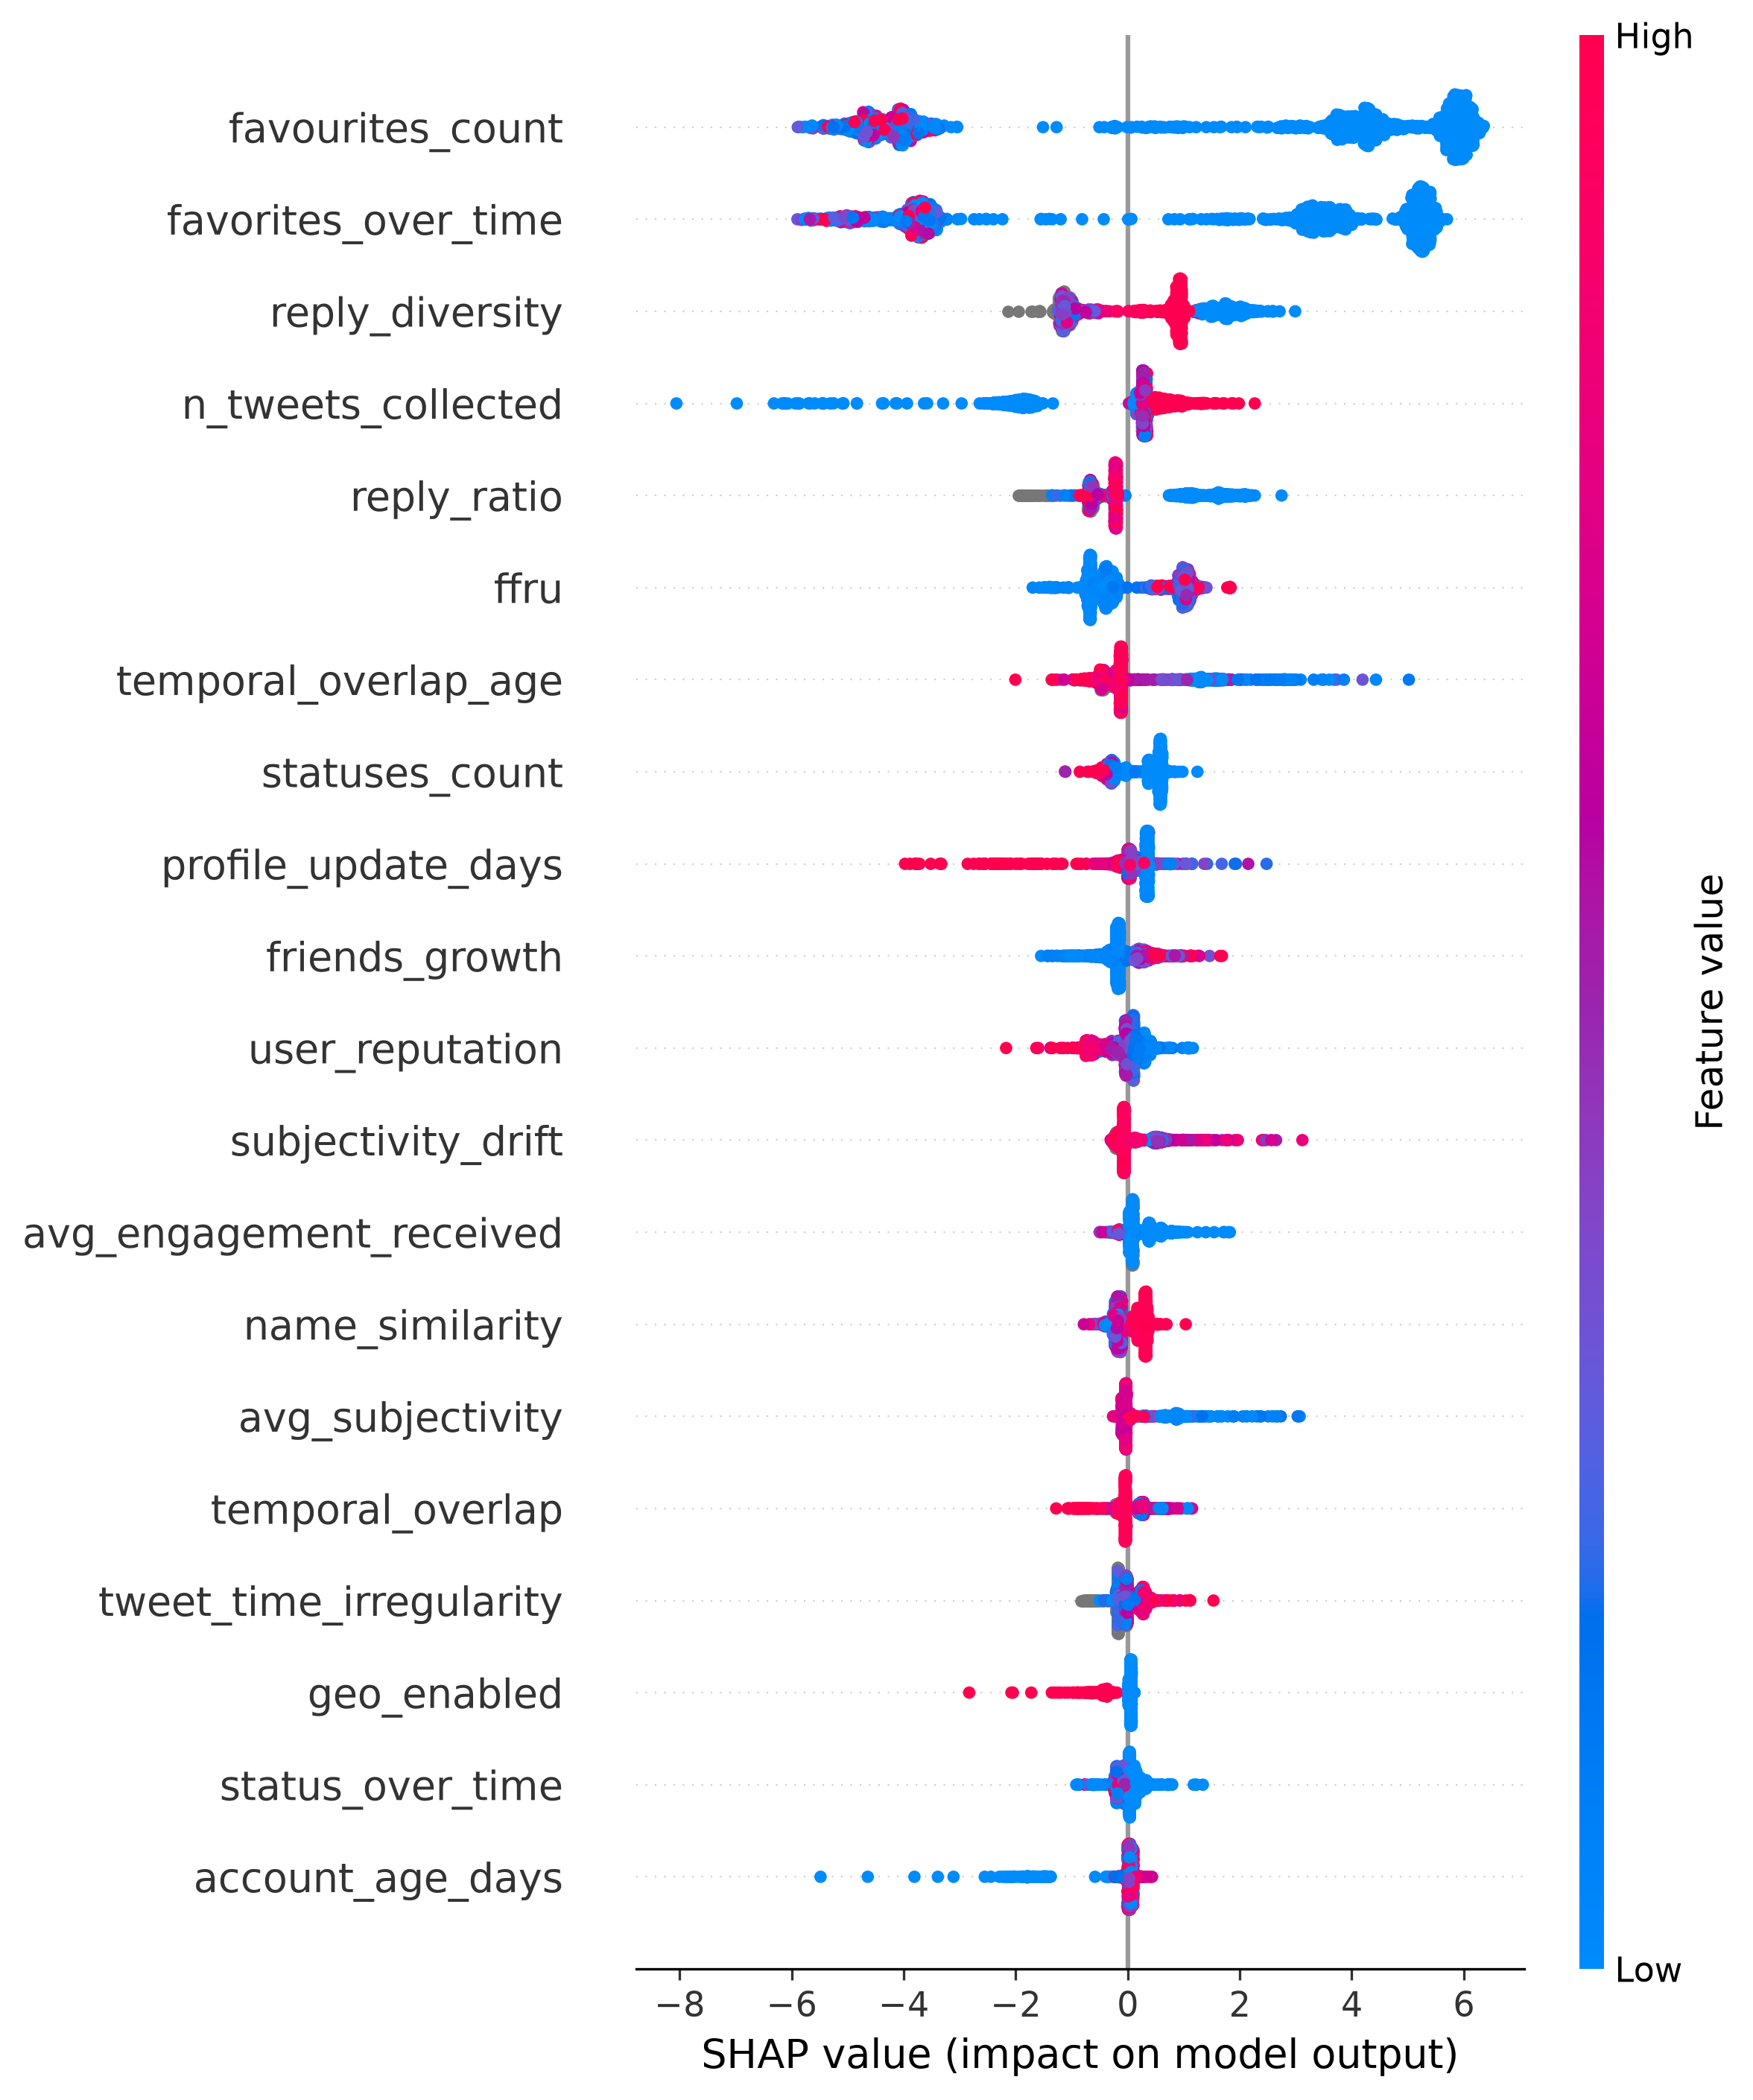 High
favourites_count
favorites_over_time
reply_diversity
n_tweets_collected
reply_ratio
ffru
temporal_overlap_age
statuses_count
profile_update_days
friends_growth
user_reputation
subjectivity_drift
avg_engagement_received
name_similarity
avg_subjectivity
temporal_overlap
tweet_time_irregularity
geo_enabled
status_over_time
account_age_days
Feature value
Low
−8 −6 −4 −2 0 2 4 6
SHAP value (impact on model output)